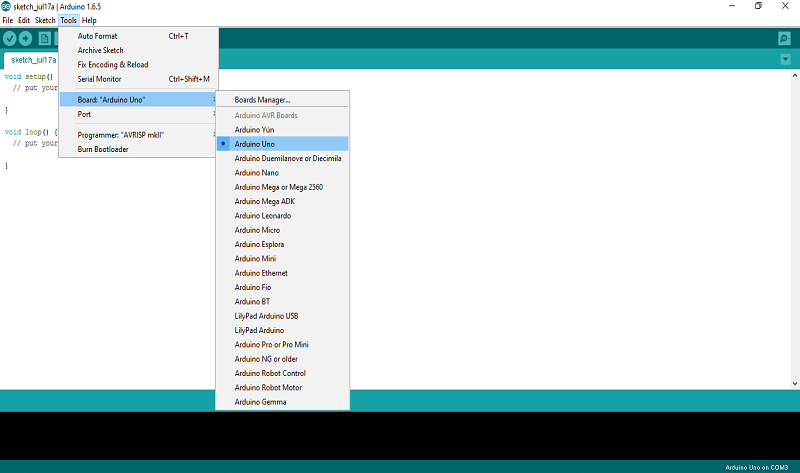 sketch_jul17a | Arduino 1.6.5
File Edit Sketch Tools Help
sketch_jul17a
Auto Format Ctrl+T
Archive Sketch
Fix Encoding & Reload
Serial Monitor Ctrl+Shift+M
Board: "Arduino Uno"
Port
Programmer: "AVRISP mkII"
Burn Bootloader
void setup()
// put your
}
void loop() {
// put your
}
Boards Manager...
Arduino AVR Boards
Arduino Yún
Arduino Uno
Arduino Duemilanove or Diecimila
Arduino Nano
Arduino Mega or Mega 2560
Arduino Mega ADK
Arduino Leonardo
Arduino Micro
Arduino Esplora
Arduino Mini
Arduino Ethernet
Arduino Fio
Arduino BT
LilyPad Arduino USB
LilyPad Arduino
Arduino Pro or Pro Mini
Arduino NG or older
Arduino Robot Control
Arduino Robot Motor
Arduino Gemma
Arduino Uno on COM3